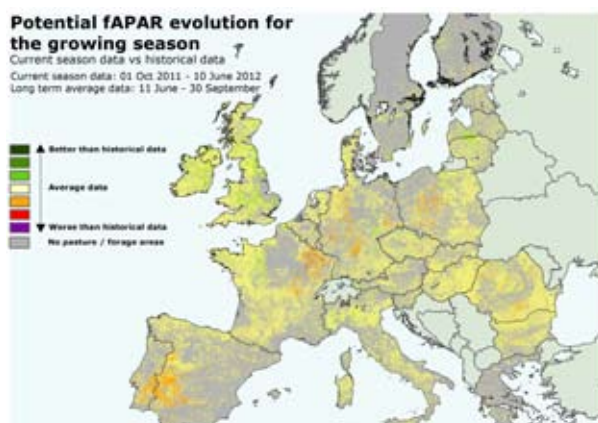 Potential fAPAR evolution for
the growing season
Current season data vs historical data
Current season data: 01 Oct 2011 - 10 June 2012
Long term average data: 11 June - 30 September
Better than historical data
Average data
Worse than historical data
No pasture / forage areas